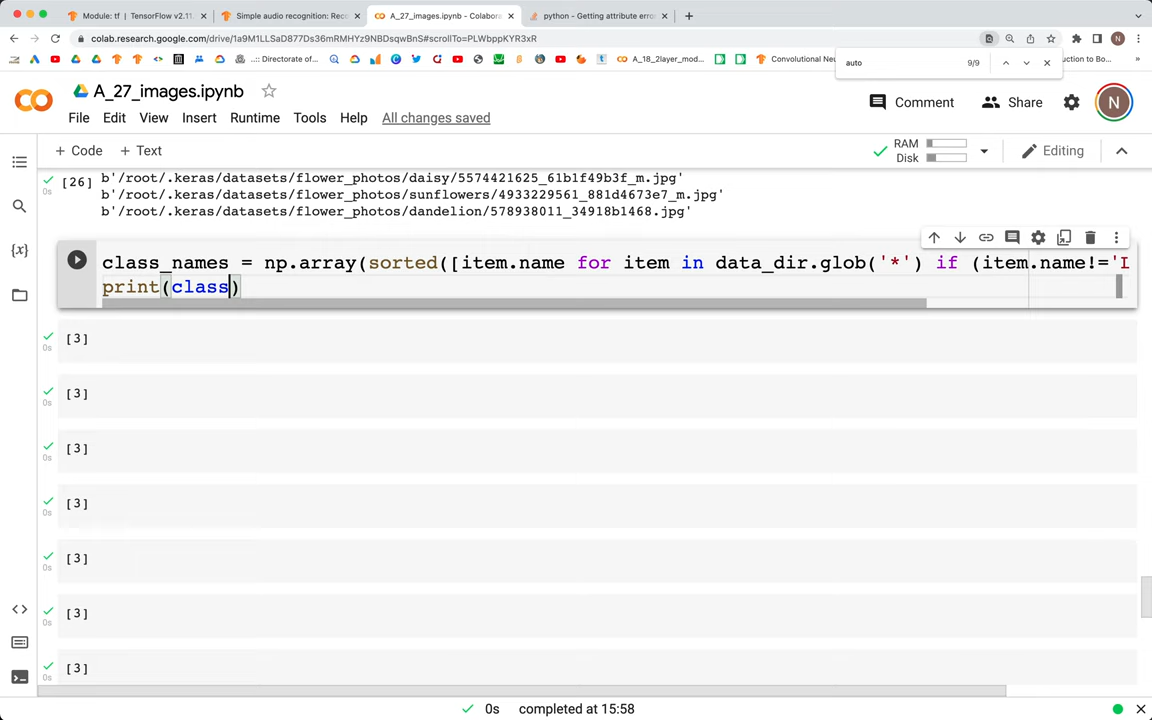 Module: tf | TensorFlow v2.11
Simple audio recognition: Rec
A_27_images.ipynb - Colabora
python - Getting attribute erro
colab.research.google.com/drive/1a9M1LLSaD877Ds36mRMHYz9NBDsqwBnS#scrollTo=PLWbppKYR3xR
N
..:: Directorate of
A_18_2layer_mod...
Convolutional Neu
to Bo...
auto
9/9
A_27_images.ipynb
Comment
Share
N
File Edit View Insert Runtime Tools Help All changes saved
+ Code + Text
RAM
Disk
Editing
[26]
0s
b'/root/.keras/datasets/flower_photos/daisy/5574421625_61b1f49b3f_m.jpg'
b'/root/.keras/datasets/flower_photos/sunflowers/4933229561_881d4673e7_m.jpg'
b'/root/.keras/datasets/flower_photos/dandelion/578938011_34918b1468.jpg'
class_names = np.array(sorted([item.name for item in data_dir.glob('*') if (item.name!='L
print(class)
[3]
0s
[3]
0s
[3]
0s
[3]
0s
[3]
0s
[3]
0s
[3]
0s
0s completed at 15:58